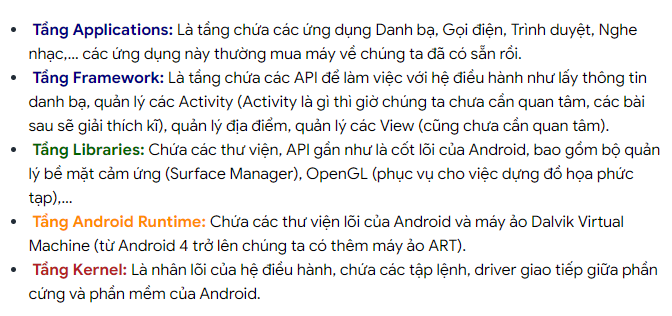 Tầng Applications: Là tầng chứa các ứng dụng Danh bạ, Gọi điện, Trình duyệt, Nghe
nhạc,... các ứng dụng này thường mua máy về chúng ta đã có sẵn rồi.
Tầng Framework: Là tầng chứa các API để làm việc với hệ điều hành như lấy thông tin
danh bạ, quản lý các Activity (Activity là gì thì giờ chúng ta chưa cần quan tâm, các bài
sau sẽ giải thích kĩ), quản lý địa điểm, quản lý các View (cũng chưa cần quan tâm).
Tầng Libraries: Chứa các thư viện, API gần như là cốt lõi của Android, bao gồm bộ quản
lý bề mặt cảm ứng (Surface Manager), OpenGL (phục vụ cho việc dựng đồ họa phức
tạp),...
Tầng Android Runtime: Chứa các thư viện lõi của Android và máy ảo Dalvik Virtual
Machine (từ Android 4 trở lên chúng ta có thêm máy ảo ART).
Tầng Kernel: Là nhân lõi của hệ điều hành, chứa các tập lệnh, driver giao tiếp giữa phần
cứng và phần mềm của Android.